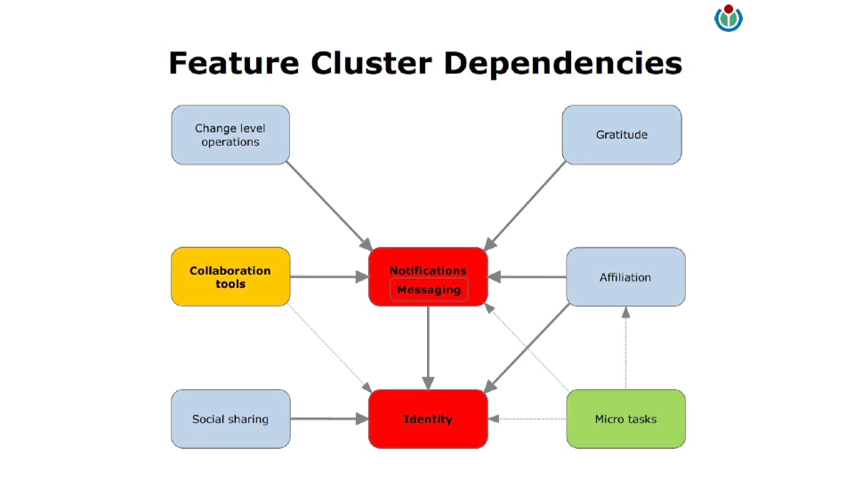 Feature Cluster Dependencies
Change level
operations
Gratitude
Collaboration
tools
Notifications
Messaging
Affiliation
Social sharing
Identity
Micro tasks